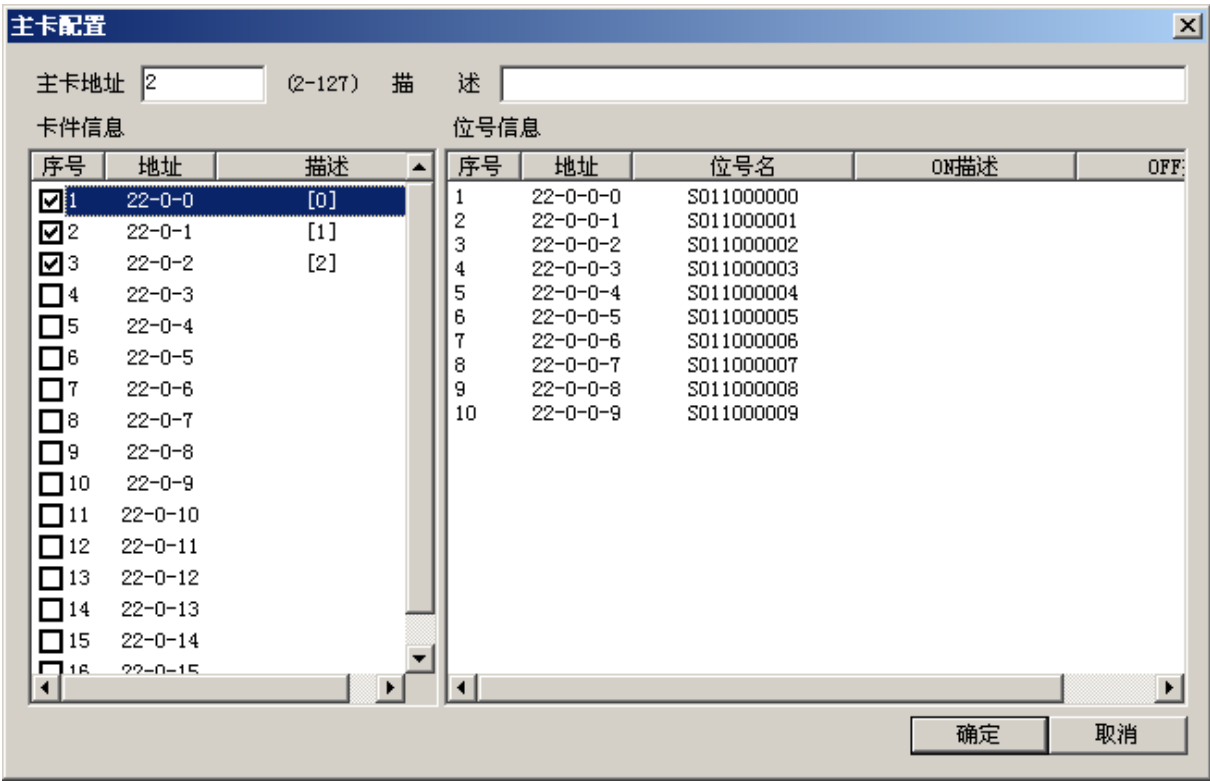 主卡配置
主卡地址 2 (2-127) 描 述
卡件信息 位号信息
序号 地址 描述 序号 地址 位号名 ON描述 OFF
1 22-0-0 [0]
2 22-0-1 [1]
3 22-0-2 [2]
4 22-0-3
5 22-0-4
6 22-0-5
7 22-0-6
8 22-0-7
9 22-0-8
10 22-0-9
11 22-0-10
12 22-0-11
13 22-0-12
14 22-0-13
15 22-0-14
16 22-0-15
1 22-0-0-0 S011000000
2 22-0-0-1 S011000001
3 22-0-0-2 S011000002
4 22-0-0-3 S011000003
5 22-0-0-4 S011000004
6 22-0-0-5 S011000005
7 22-0-0-6 S011000006
8 22-0-0-7 S011000007
9 22-0-0-8 S011000008
10 22-0-0-9 S011000009
确定 取消